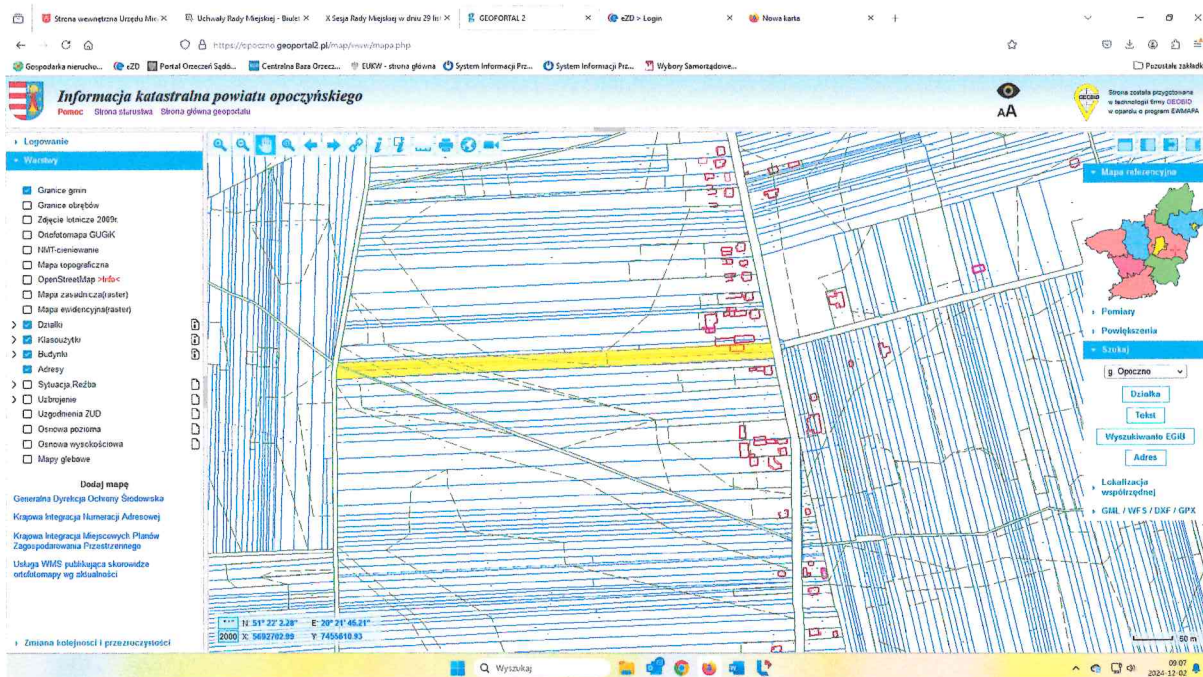 Strona wewnętrzna Urzędu Mie
Uchwały Rady Miejskiej - Biulet
X Sesja Rady Miejskiej w dniu 29 lis
GEOPORTAL 2
eZD > Login
Nowa karta
https://opoczno.geoportal2.pl/map/www/mapa.php
Gospodarka nierucho...
eZD
Portal Orzeczeń Sądó...
Centralna Baza Orzecz...
EUKW - strona główna
System Informacji Prz...
System Informacji Prz...
Wybory Samorządowe...
Pozostałe zakładk
Informacja katastralna powiatu opoczyńskiego
Pomoc Strona starostwa Strona główna geoportalu
AA
GEOBID
Strona została przygotowana
w technologii firmy GEOBID
w oparciu o program EWMAPA
Logowanie
Warstwy
Granice gmin
Granice obrębów
Zdjęcie lotnicze 2009r.
Ortofotomapa GUGiK
NMT-cieniowanie
Mapa topograficzna
OpenStreetMap >Info<
Mapa zasadnicza(raster)
Mapa ewidencyjna(raster)
Działki
Klasoużytki
Budynki
Adresy
Sytuacja,Rzeźba
Uzbrojenie
Uzgodnienia ZUD
Osnowa pozioma
Osnowa wysokościowa
Mapy glebowe
Dodaj mapę
Generalna Dyrekcja Ochrony Środowiska
Krajowa Integracja Numeracji Adresowej
Krajowa Integracja Miejscowych Planów
Zagospodarowania Przestrzennego
Usługa WMS publikująca skorowidze
ortofotomapy wg aktualności
Zmiana kolejności i przezroczystości
N: 51° 22' 2.28" E: 20° 21' 45.21"
2000 X: 5692702.99 Y: 7455610.93
Mapa referencyjna
Pomiary
Powiększenia
Szukaj
g. Opoczno
Działka
Tekst
Wyszukiwanie EGiB
Adres
Lokalizacja
współrzędnej
GML / WFS / DXF / GPX
50 m
Wyszukaj
09:07
2024-12-02